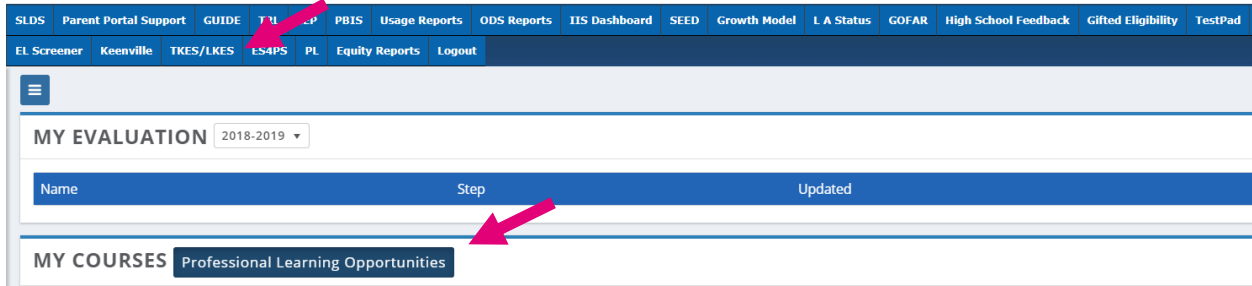 SLDS Parent Portal Support GUIDE TRL PBIS Usage Reports ODS Reports IIS Dashboard SEED Growth Model L A Status GOFAR High School Feedback Gifted Eligibility TestPad
EL Screener Keenville TKES/LKES ES4PS PL Equity Reports Logout
MY EVALUATION 2018-2019
Name Step Updated
MY COURSES Professional Learning Opportunities